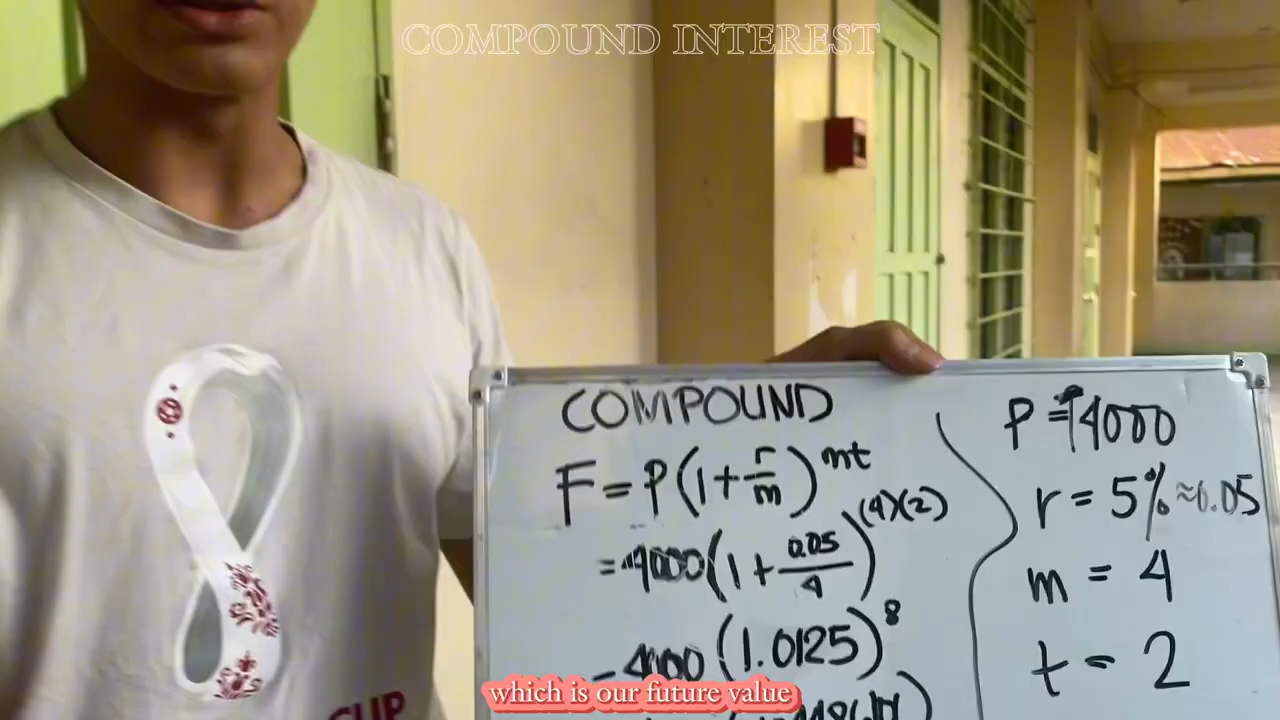 COMPOUND INTEREST
COMPOUND
F = P(1 + r/m)^mt
= 4000(1 + 0.05/4)^(4)(2)
= 4000(1.0125)^8
P = ₱4000
r = 5% ≈ 0.05
m = 4
t = 2
which is our future value
CUP